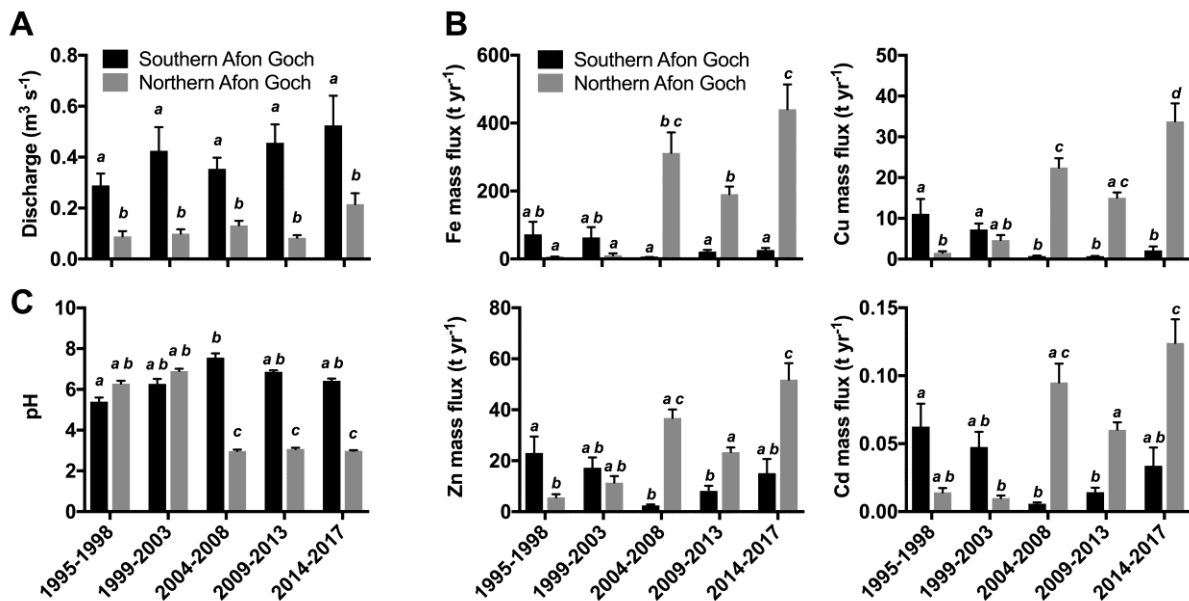 A
Southern Afon Goch
Northern Afon Goch
Discharge (m³ s⁻¹)
0.8
0.6
0.4
0.2
0.0
a
b
a
b
a
b
a
b
a
b
B
Southern Afon Goch
Northern Afon Goch
Fe mass flux (t yr⁻¹)
600
400
200
0
a b
a
a b
a
a
b c
a
b
a
c
Cu mass flux (t yr⁻¹)
50
40
30
20
10
0
a
b
a
a b
b
c
b
a c
b
d
C
pH
10
8
6
4
2
0
a
a b
a b
a b
b
c
a b
c
a b
c
1995-1998
1999-2003
2004-2008
2009-2013
2014-2017
Zn mass flux (t yr⁻¹)
80
60
40
20
0
a
b
a b
a b
b
a c
b
a
a b
c
1995-1998
1999-2003
2004-2008
2009-2013
2014-2017
Cd mass flux (t yr⁻¹)
0.15
0.10
0.05
0.00
a
a b
a b
b
b
a c
b
a
a b
c
1995-1998
1999-2003
2004-2008
2009-2013
2014-2017